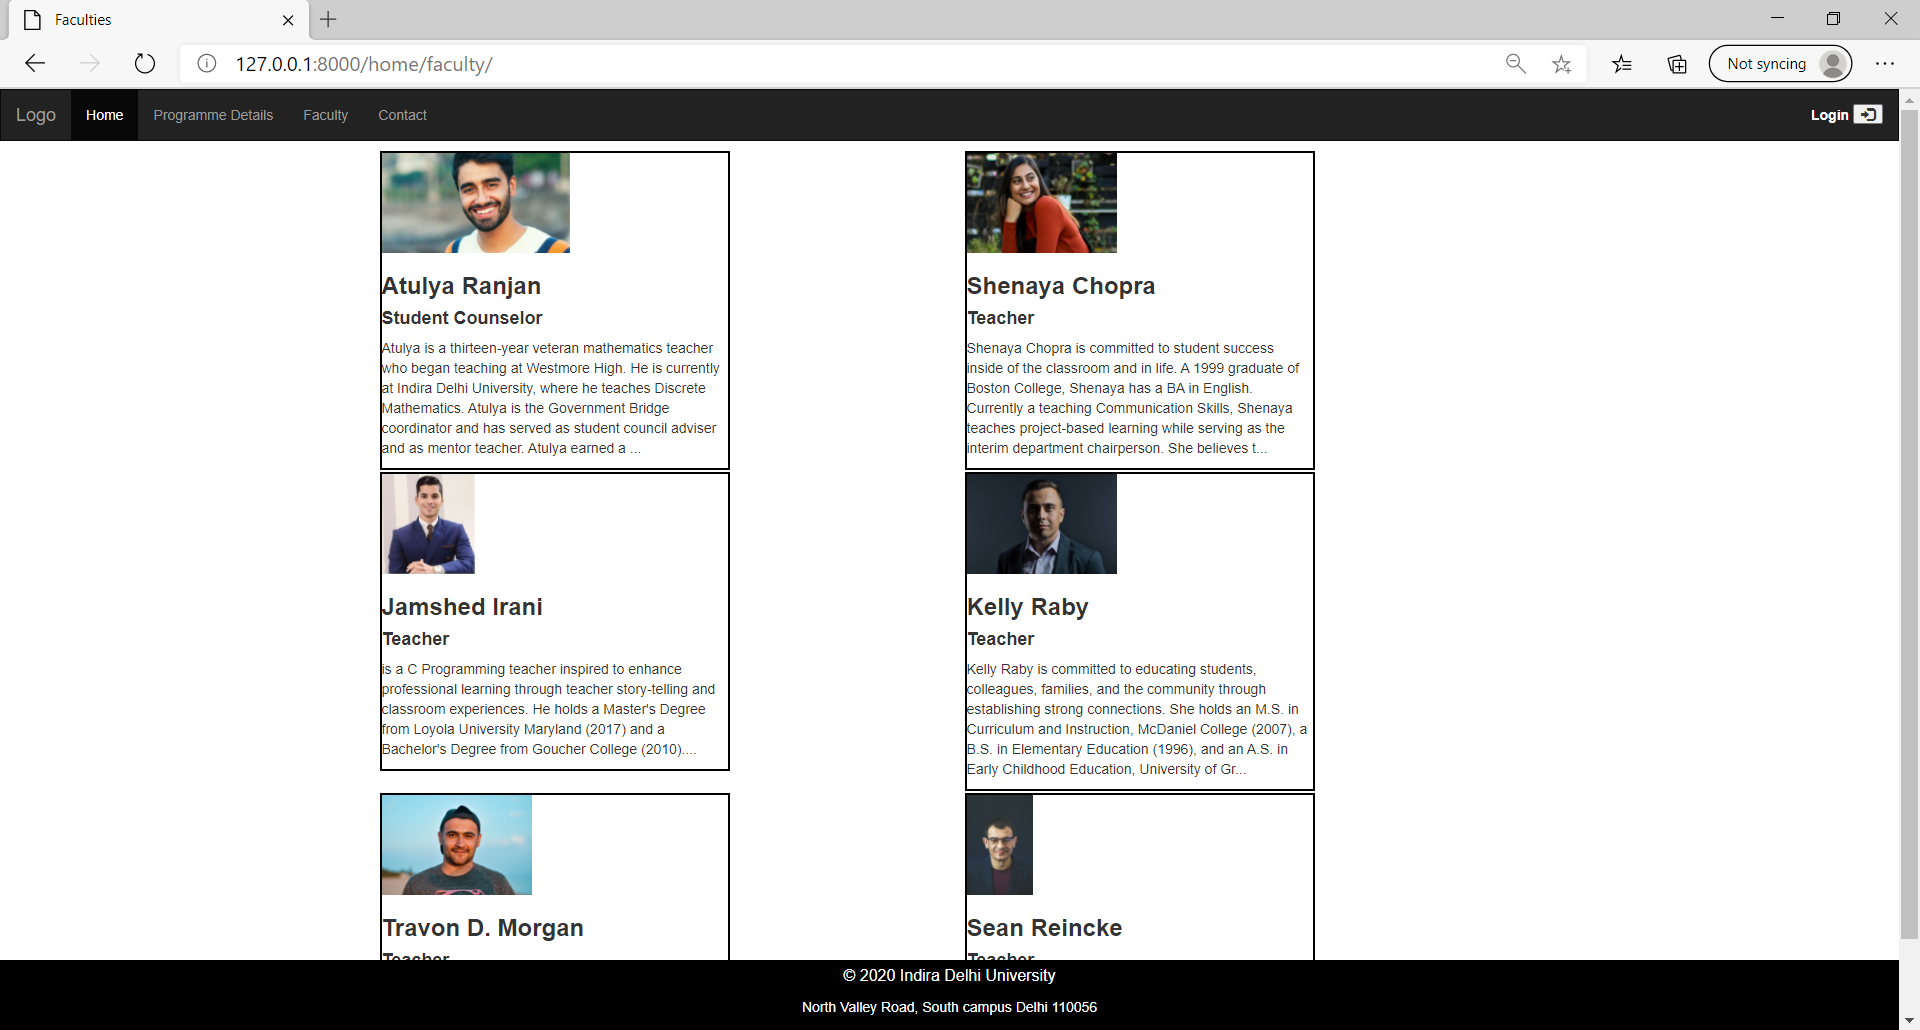 Faculties
127.0.0.1:8000/home/faculty/
Not syncing
Logo
Home
Programme Details
Faculty
Contact
Login
Atulya Ranjan
Student Counselor
Atulya is a thirteen-year veteran mathematics teacher
who began teaching at Westmore High. He is currently
at Indira Delhi University, where he teaches Discrete
Mathematics. Atulya is the Government Bridge
coordinator and has served as student council adviser
and as mentor teacher. Atulya earned a ...
Shenaya Chopra
Teacher
Shenaya Chopra is committed to student success
inside of the classroom and in life. A 1999 graduate of
Boston College, Shenaya has a BA in English.
Currently a teaching Communication Skills, Shenaya
teaches project-based learning while serving as the
interim department chairperson. She believes t...
Jamshed Irani
Teacher
is a C Programming teacher inspired to enhance
professional learning through teacher story-telling and
classroom experiences. He holds a Master's Degree
from Loyola University Maryland (2017) and a
Bachelor's Degree from Goucher College (2010)....
Kelly Raby
Teacher
Kelly Raby is committed to educating students,
colleagues, families, and the community through
establishing strong connections. She holds an M.S. in
Curriculum and Instruction, McDaniel College (2007), a
B.S. in Elementary Education (1996), and an A.S. in
Early Childhood Education, University of Gr...
Travon D. Morgan
Teacher
Sean Reincke
Teacher
© 2020 Indira Delhi University
North Valley Road, South campus Delhi 110056